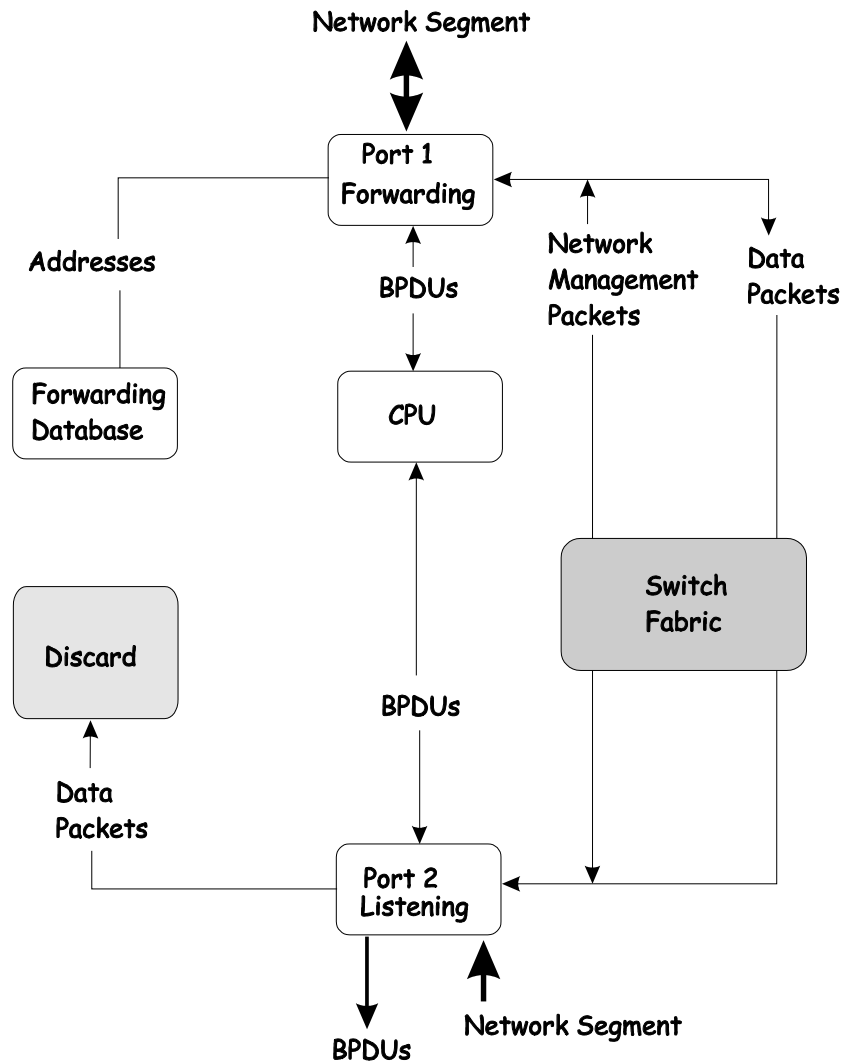 Network Segment
Port 1
Forwarding
Addresses
BPDUs
Network
Management
Packets
Data
Packets
Forwarding
Database
CPU
Switch
Fabric
Discard
BPDUs
Data
Packets
Port 2
Listening
Network Segment
BPDUs